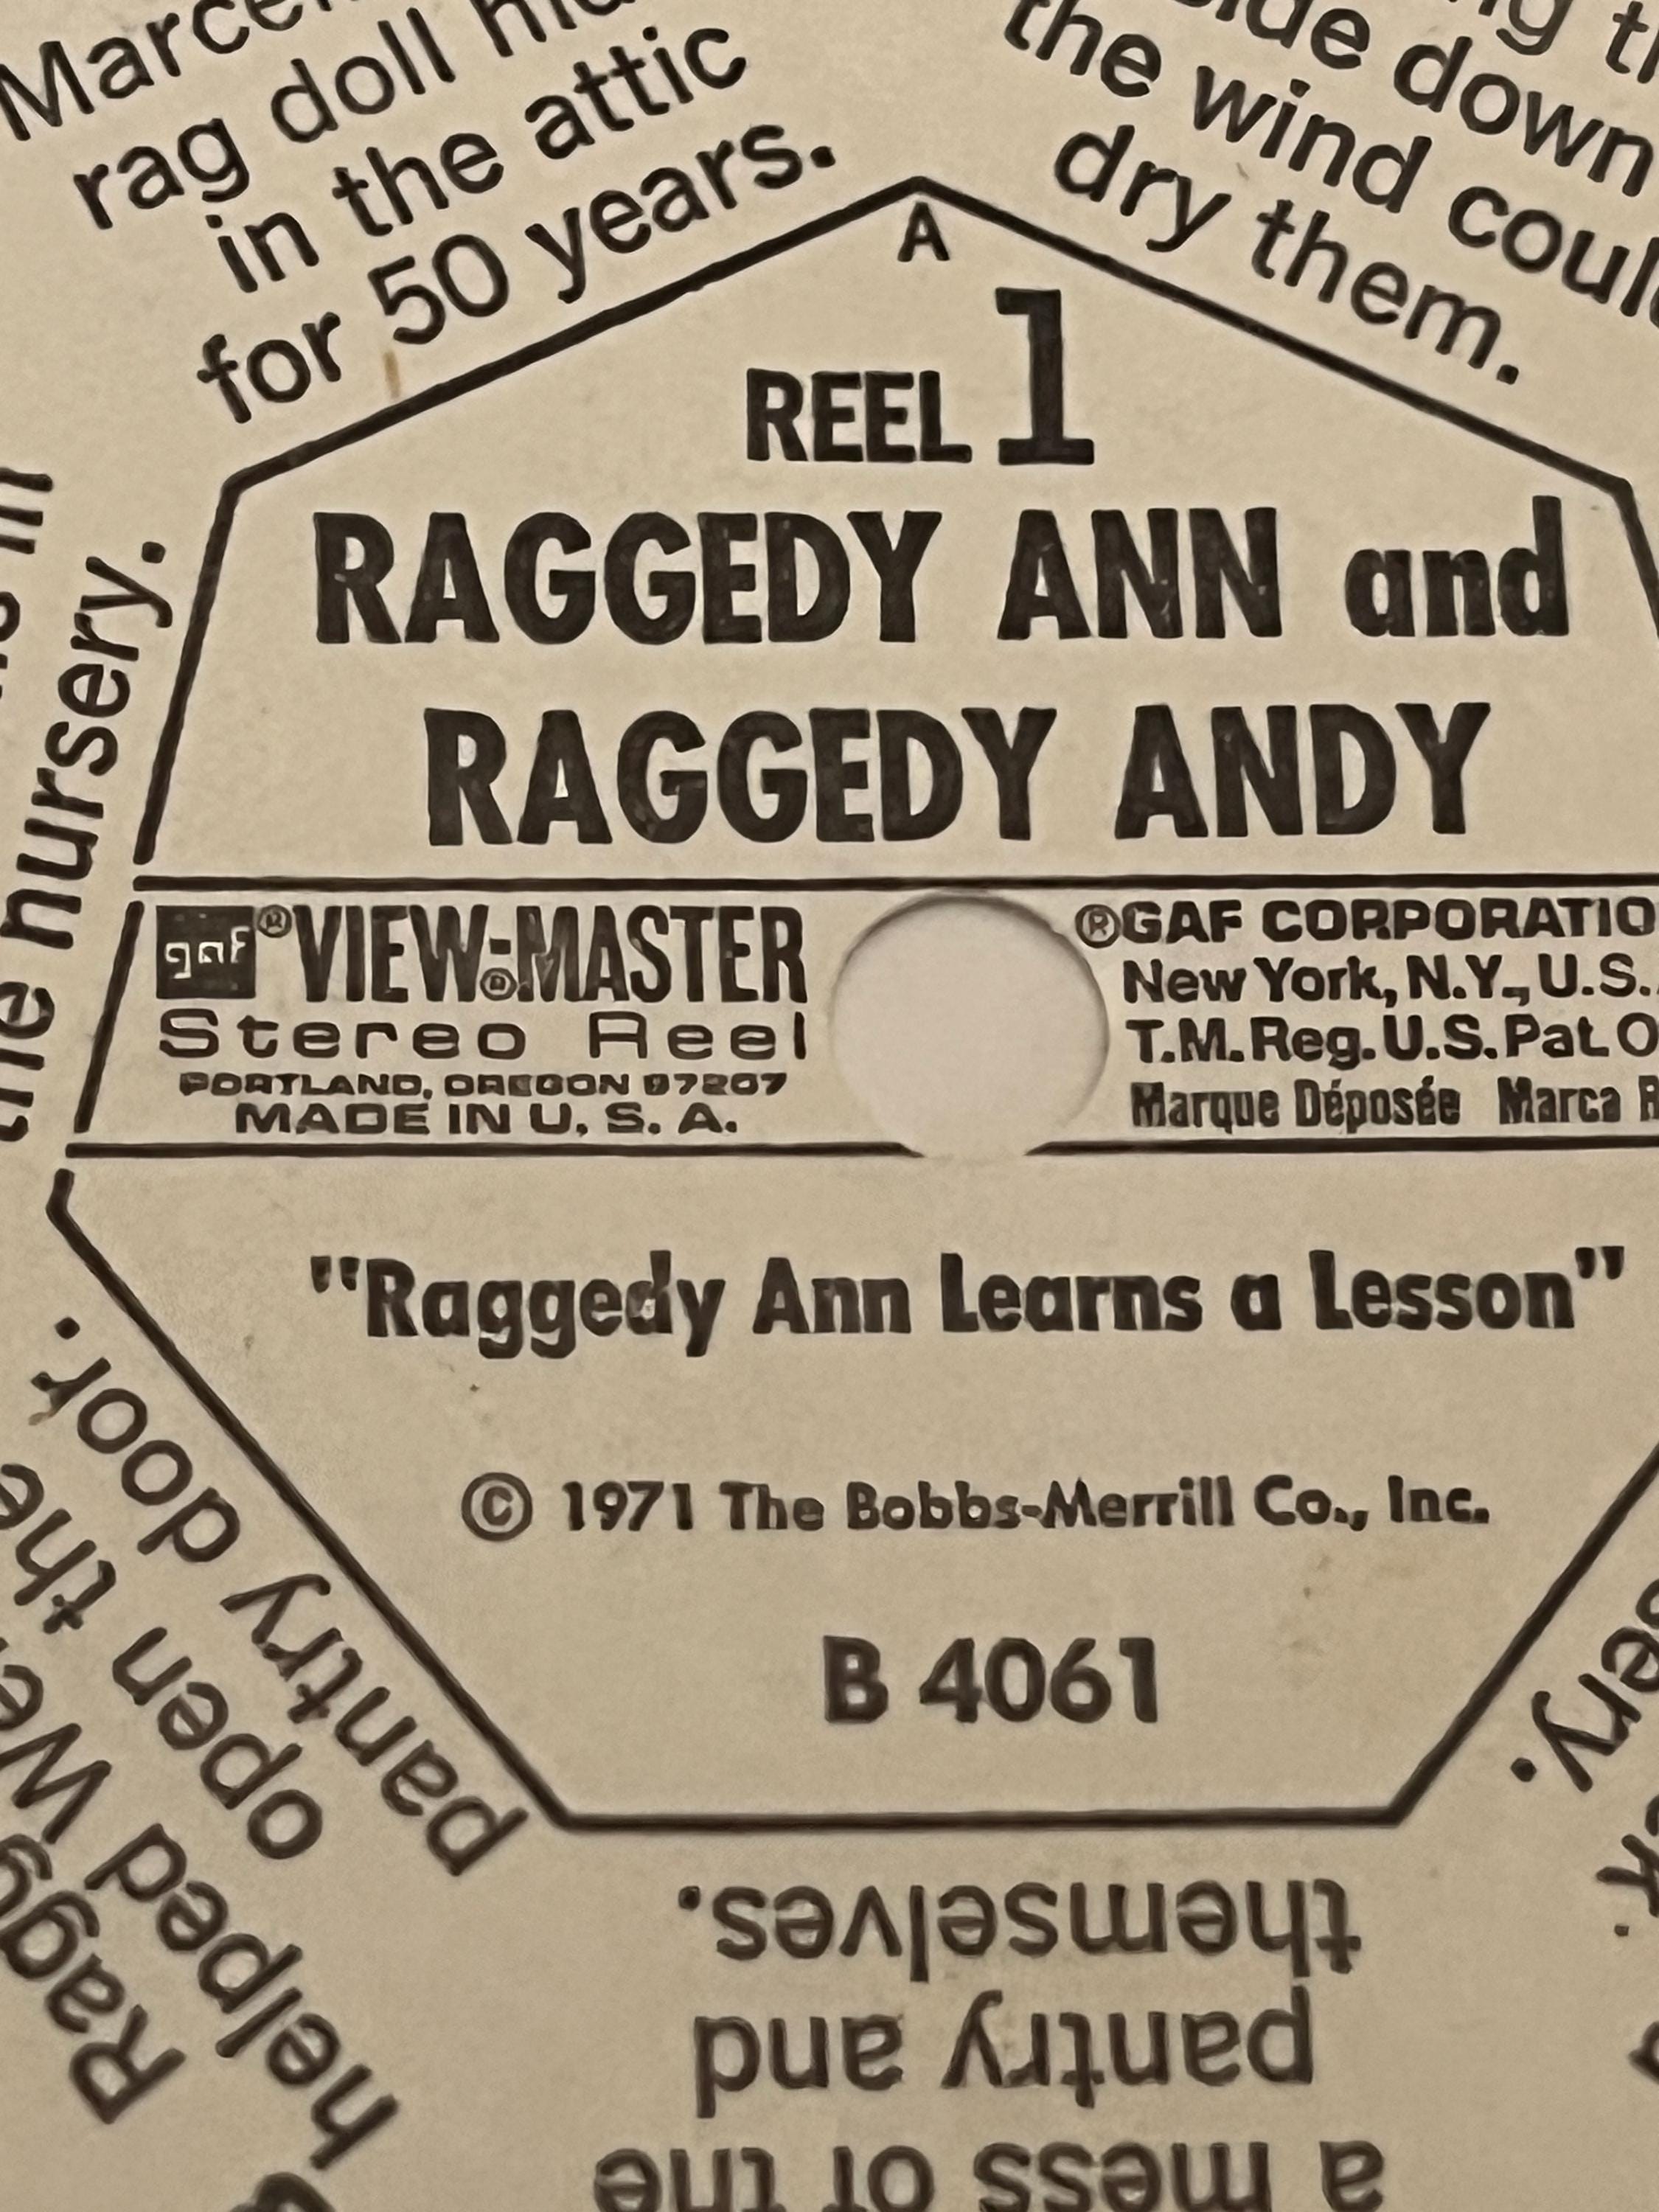 rag doll
in the attic
for 50 years.
down
the wind
dry them.
A
REEL 1
RAGGEDY ANN and
RAGGEDY ANDY
gaf® VIEW-MASTER®
Stereo Reel
PORTLAND, OREGON 97207
MADE IN U. S. A.
®GAF CORPORATIO
New York, N.Y., U.S.
T.M. Reg. U.S. Pat. O
Marque Déposée Marca R
"Raggedy Ann Learns a Lesson"
© 1971 The Bobbs-Merrill Co., Inc.
B 4061
the nursery.
helped
open the
pantry door.
a mess of the
pantry and
themselves.